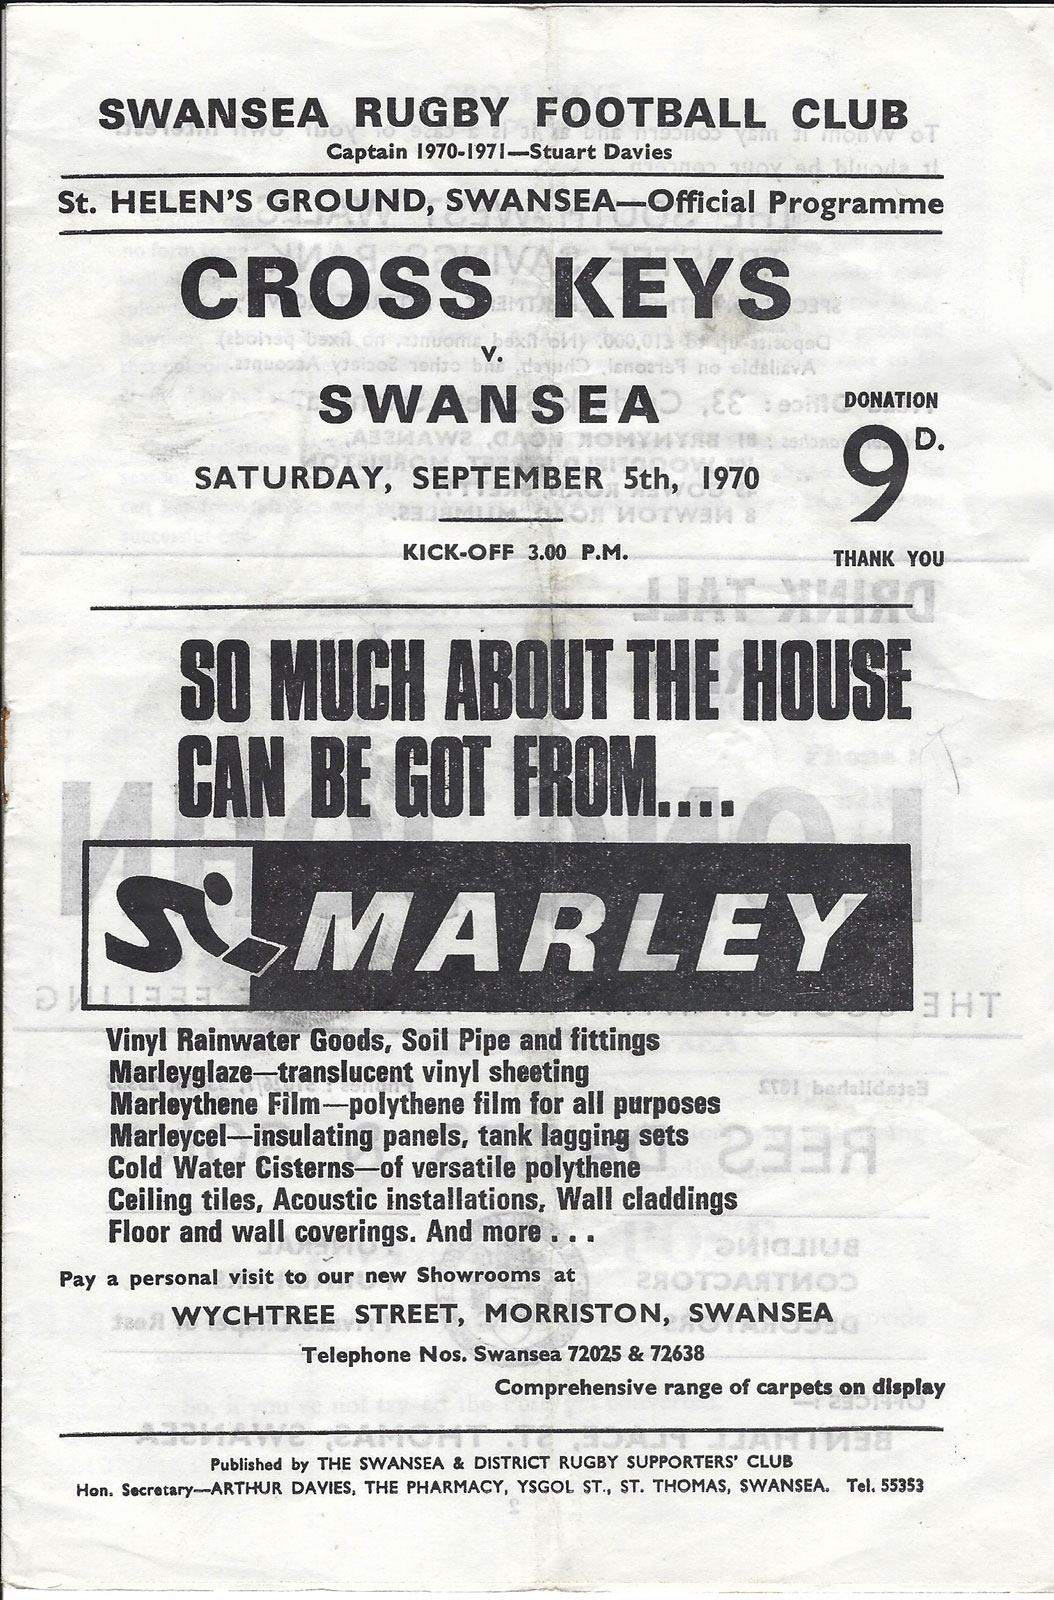 SWANSEA RUGBY FOOTBALL CLUB
Captain 1970-1971—Stuart Davies
St. HELEN'S GROUND, SWANSEA—Official Programme
CROSS KEYS
v.
SWANSEA
SATURDAY, SEPTEMBER 5th, 1970
KICK-OFF 3.00 P.M.
DONATION
9D.
THANK YOU
SO MUCH ABOUT THE HOUSE
CAN BE GOT FROM....
MARLEY
Vinyl Rainwater Goods, Soil Pipe and fittings
Marleyglaze—translucent vinyl sheeting
Marleythene Film—polythene film for all purposes
Marleycel—insulating panels, tank lagging sets
Cold Water Cisterns—of versatile polythene
Ceiling tiles, Acoustic installations, Wall claddings
Floor and wall coverings. And more . . .
Pay a personal visit to our new Showrooms at
WYCHTREE STREET, MORRISTON, SWANSEA
Telephone Nos. Swansea 72025 & 72638
Comprehensive range of carpets on display
Published by THE SWANSEA & DISTRICT RUGBY SUPPORTERS' CLUB
Hon. Secretary—ARTHUR DAVIES, THE PHARMACY, YSGOL ST., ST. THOMAS, SWANSEA. Tel. 55353